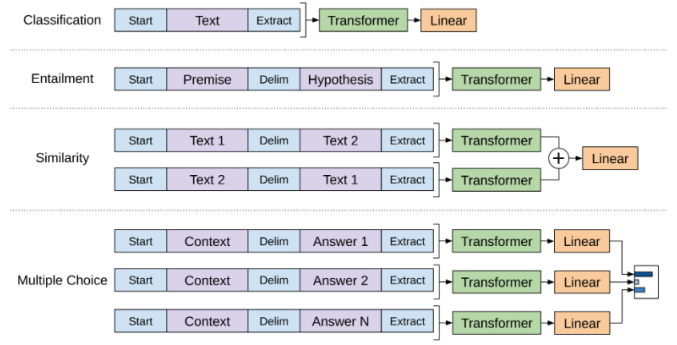 Classification Start Text Extract Transformer Linear
Entailment Start Premise Delim Hypothesis Extract Transformer Linear
Start Text 1 Delim Text 2 Extract Transformer
Similarity + Linear
Start Text 2 Delim Text 1 Extract Transformer
Start Context Delim Answer 1 Extract Transformer Linear
Multiple Choice Start Context Delim Answer 2 Extract Transformer Linear
Start Context Delim Answer N Extract Transformer Linear